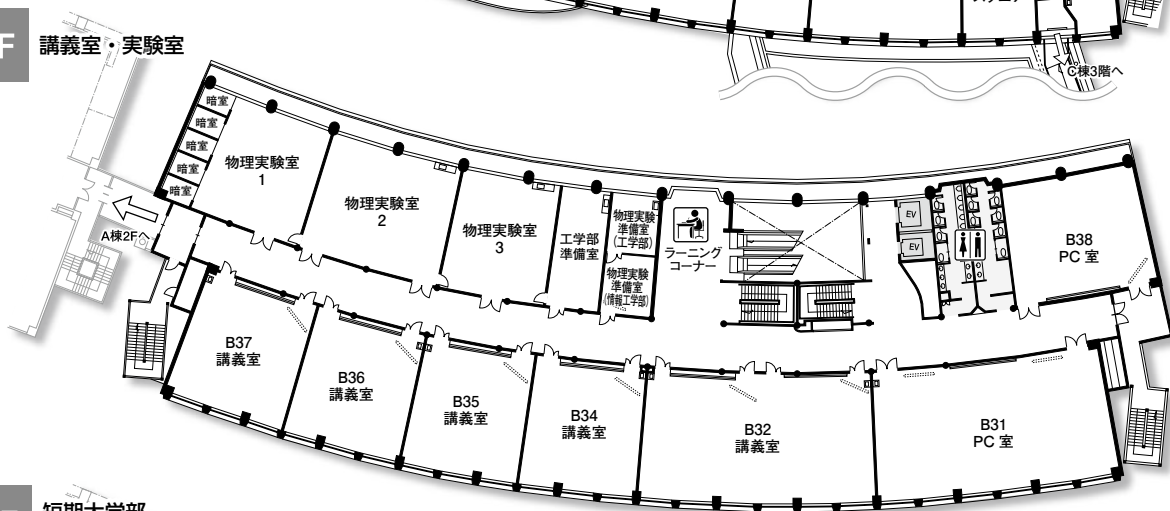 F
講義室・実験室
C棟3階へ
暗室
暗室
暗室
暗室
暗室
物理実験室
1
物理実験室
2
物理実験室
3
工学部
準備室
物理実験
準備室
(工学部)
物理実験
準備室
(情報工学部)
ラーニング
コーナー
EV
EV
B38
PC 室
A棟2Fへ
B37
講義室
B36
講義室
B35
講義室
B34
講義室
B32
講義室
B31
PC 室